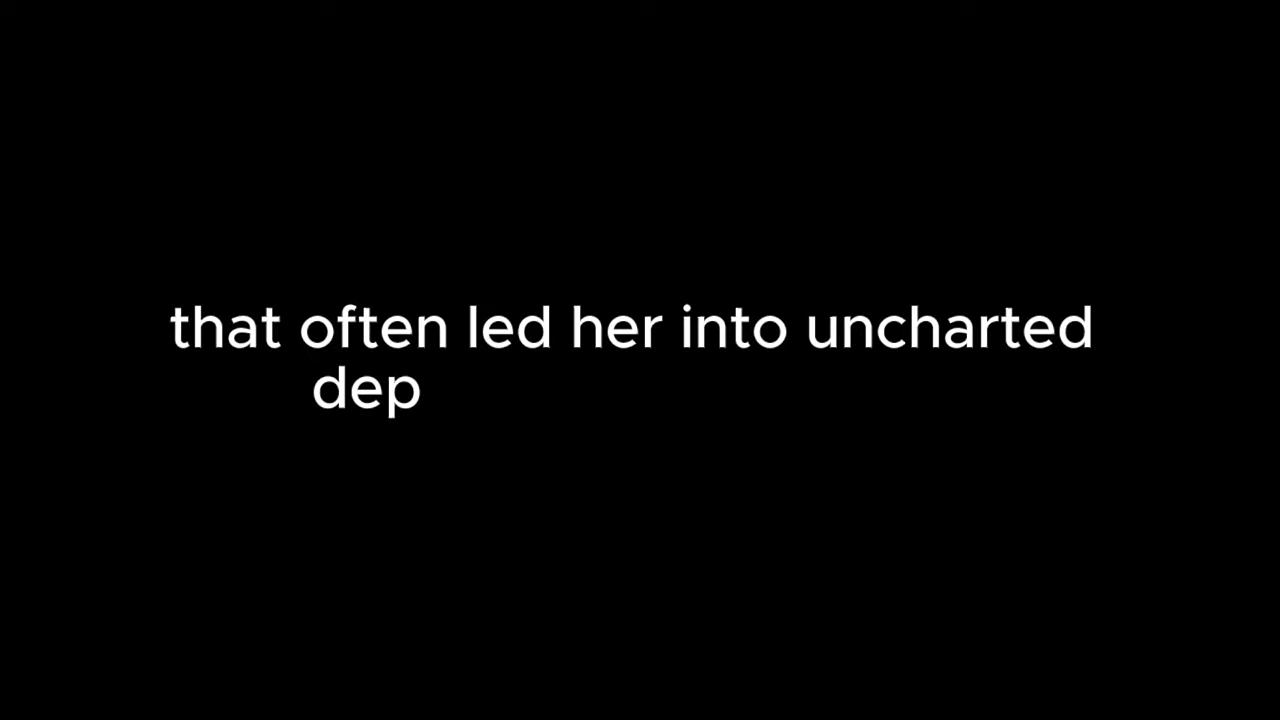 that often led her into uncharted
dep